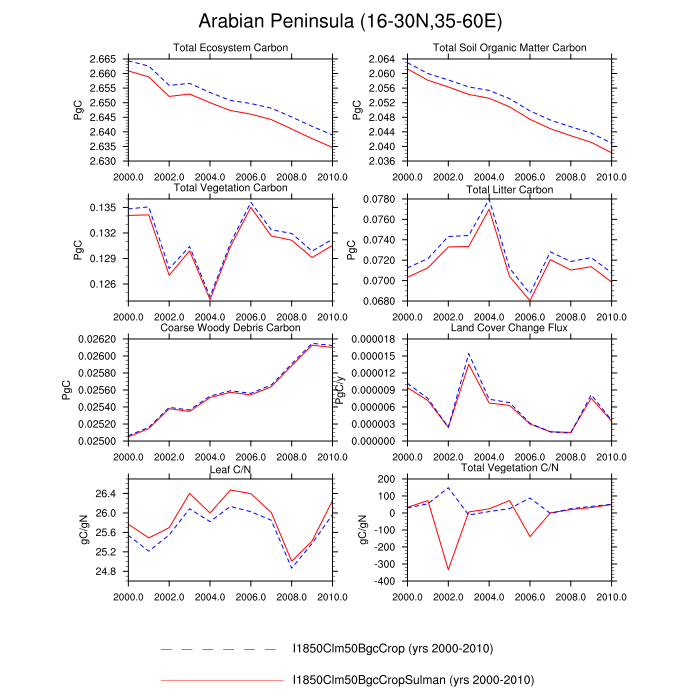 Arabian Peninsula (16-30N,35-60E)
Total Ecosystem Carbon
PgC
2.665
2.660
2.655
2.650
2.645
2.640
2.635
2.630
2000.0 2002.0 2004.0 2006.0 2008.0 2010.0
Total Soil Organic Matter Carbon
PgC
2.064
2.060
2.056
2.052
2.048
2.044
2.040
2.036
2000.0 2002.0 2004.0 2006.0 2008.0 2010.0
Total Vegetation Carbon
PgC
0.135
0.132
0.129
0.126
2000.0 2002.0 2004.0 2006.0 2008.0 2010.0
Total Litter Carbon
PgC
0.0780
0.0760
0.0740
0.0720
0.0700
0.0680
2000.0 2002.0 2004.0 2006.0 2008.0 2010.0
Coarse Woody Debris Carbon
PgC
0.02620
0.02600
0.02580
0.02560
0.02540
0.02520
0.02500
2000.0 2002.0 2004.0 2006.0 2008.0 2010.0
Land Cover Change Flux
PgC/y
0.000018
0.000015
0.000012
0.000009
0.000006
0.000003
0.000000
2000.0 2002.0 2004.0 2006.0 2008.0 2010.0
Leaf C/N
gC/gN
26.4
26.0
25.6
25.2
24.8
2000.0 2002.0 2004.0 2006.0 2008.0 2010.0
Total Vegetation C/N
gC/gN
200
100
0
-100
-200
-300
-400
2000.0 2002.0 2004.0 2006.0 2008.0 2010.0
I1850Clm50BgcCrop (yrs 2000-2010)
I1850Clm50BgcCropSulman (yrs 2000-2010)